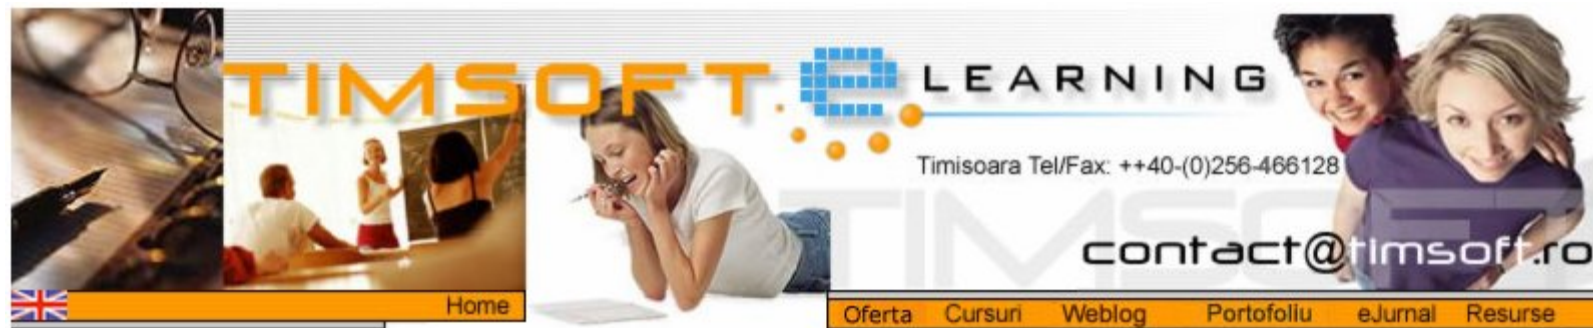 TIMSOFT.e LEARNING
Timisoara Tel/Fax: ++40-(0)256-466128
TIMSOFT
contact@timsoft.ro
Home
Oferta Cursuri Weblog Portofoliu eJurnal Resurse